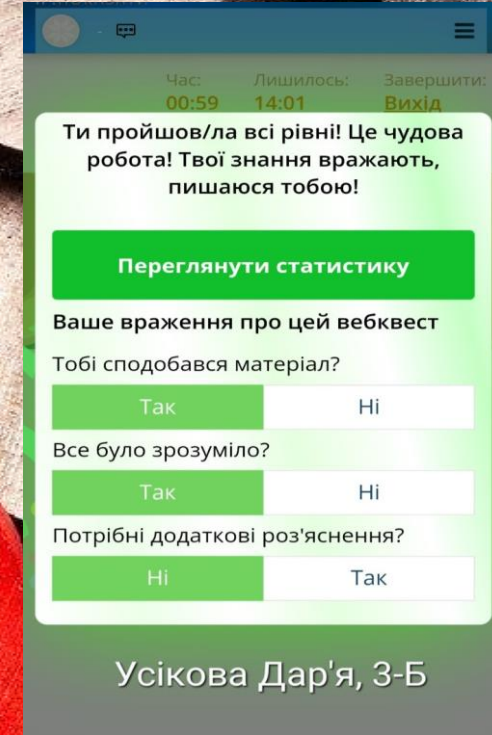 Час: Лишилось: Завершити:
00:59 14:01 Вихід
Ти пройшов/ла всі рівні! Це чудова
робота! Твої знання вражають,
пишаюся тобою!
Переглянути статистику
Ваше враження про цей вебквест
Тобі сподобався матеріал?
Так Ні
Все було зрозуміло?
Так Ні
Потрібні додаткові роз'яснення?
Ні Так
Усікова Дар'я, 3-Б